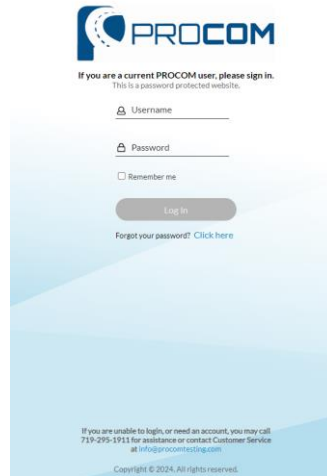 PROCOM
If you are a current PROCOM user, please sign in.
This is a password protected website.
Username
Password
Remember me
Log In
Forgot your password? Click here
If you are unable to login, or need an account, you may call
719-295-1911 for assistance or contact Customer Service
at info@procomtesting.com
Copyright © 2024, All rights reserved.